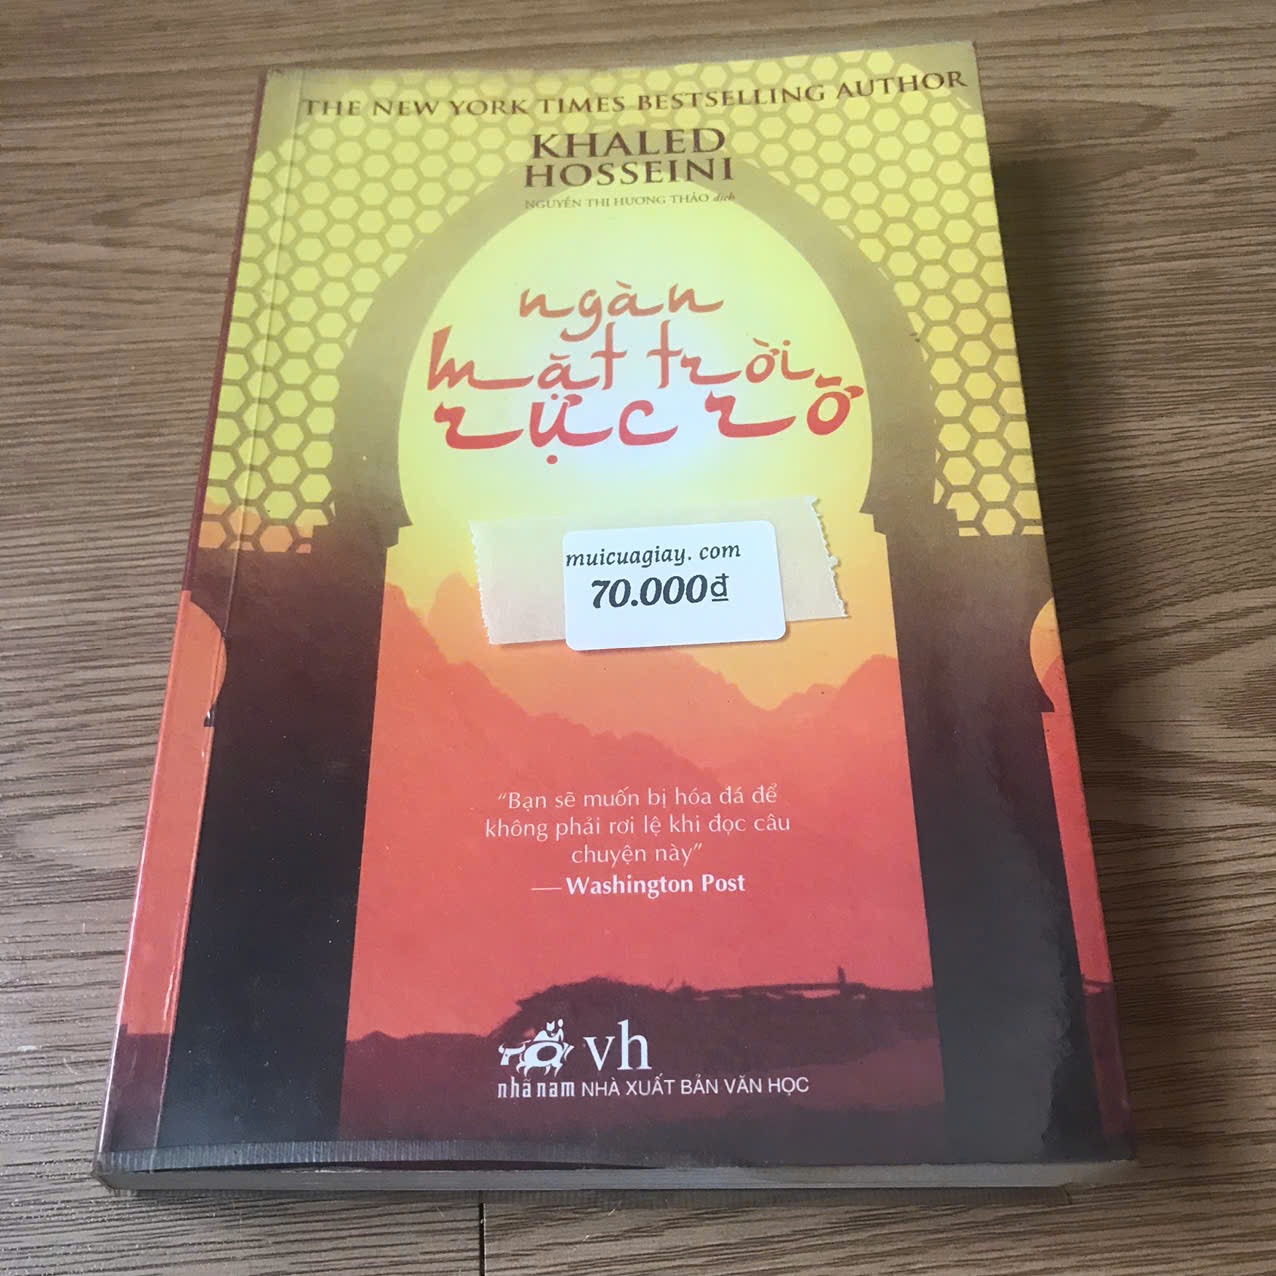 THE NEW YORK TIMES BESTSELLING AUTHOR
KHALED
HOSSEINI
NGUYỄN THỊ HƯƠNG THẢO dịch
ngàn
mặt trời
rực rỡ
muicuagiay. com
70.000đ
“Bạn sẽ muốn bị hóa đá để
không phải rơi lệ khi đọc câu
chuyện này”
— Washington Post
vh
nhã nam NHÀ XUẤT BẢN VĂN HỌC